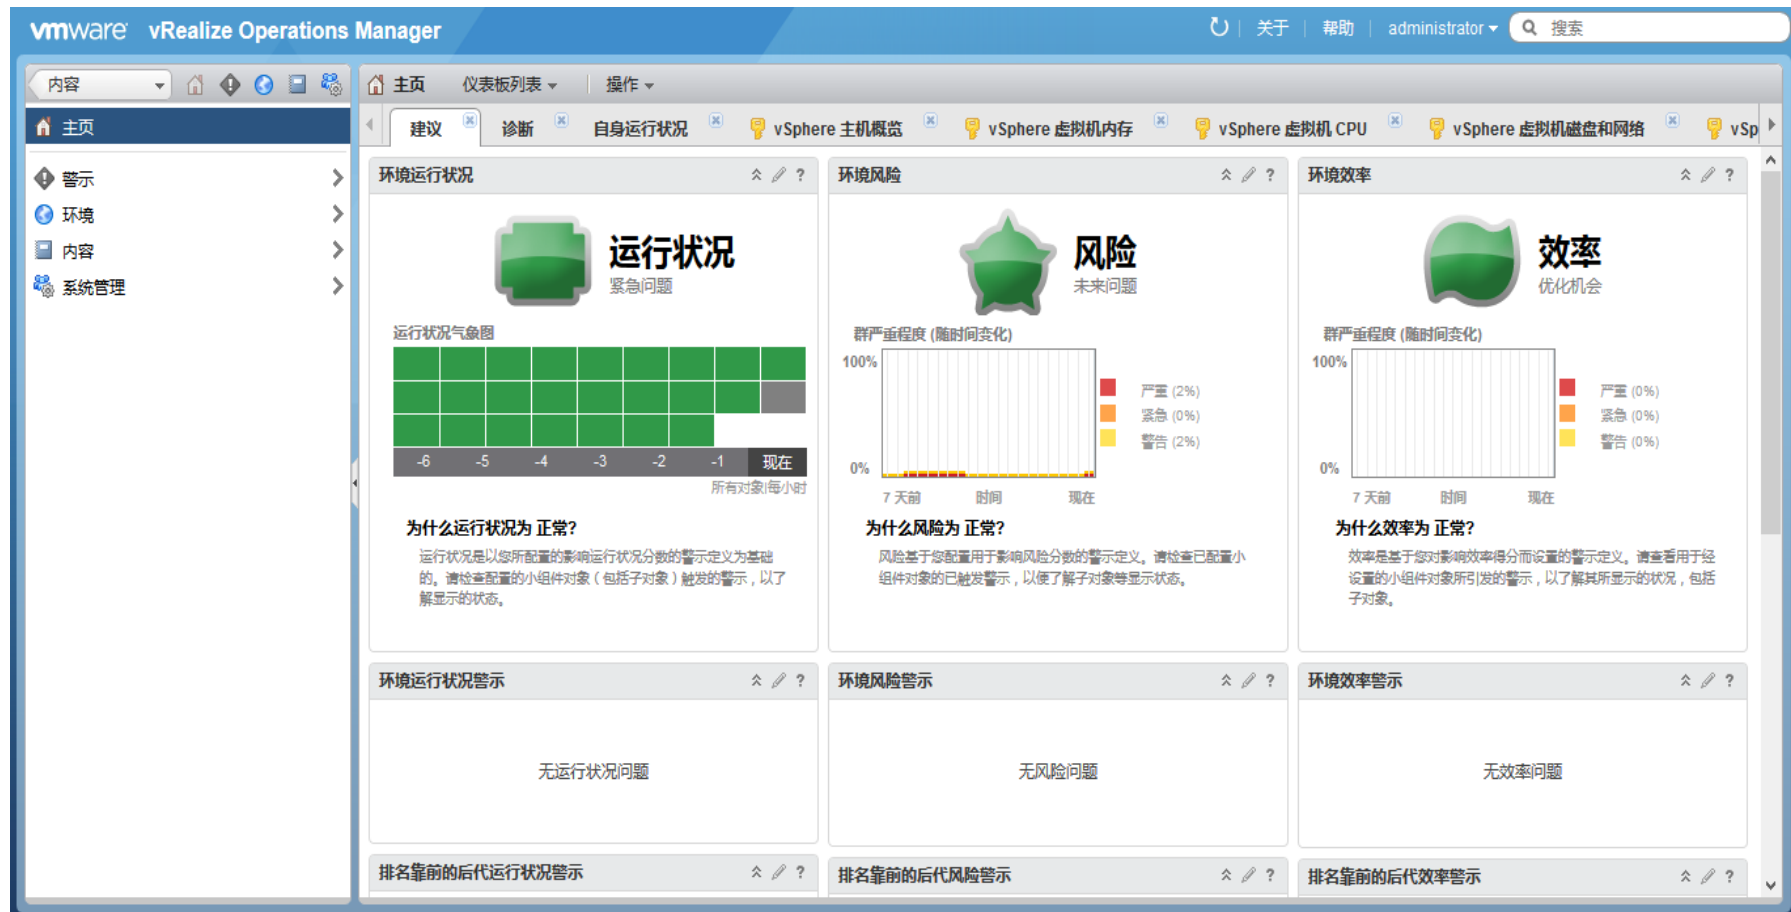 vmware vRealize Operations Manager
关于 帮助 administrator 搜索
内容
主页 仪表板列表 操作
主页
建议 诊断 自身运行状况 vSphere 主机概览 vSphere 虚拟机内存 vSphere 虚拟机 CPU vSphere 虚拟机磁盘和网络 vSp
警示
环境
内容
系统管理
环境运行状况 ?
运行状况
紧急问题
运行状况气象图
-6 -5 -4 -3 -2 -1 现在
所有对象|每小时
为什么运行状况为 正常?
运行状况是以您所配置的影响运行状况分数的警示定义为基础
的。请检查配置的小组件对象 ( 包括子对象 ) 触发的警示，以了
解显示的状态。
环境风险 ?
风险
未来问题
群严重程度 (随时间变化)
100%
严重 (2%)
紧急 (0%)
警告 (2%)
0%
7 天前 时间 现在
为什么风险为 正常?
风险基于您配置用于影响风险分数的警示定义。请检查已配置小
组件对象的已触发警示，以便了解子对象等显示状态。
环境效率 ?
效率
优化机会
群严重程度 (随时间变化)
100%
严重 (0%)
紧急 (0%)
警告 (0%)
0%
7 天前 时间 现在
为什么效率为 正常?
效率是基于您对影响效率得分而设置的警示定义。请查看用于经
设置的小组件对象所引发的警示，以了解其所显示的状况，包括
子对象。
环境运行状况警示 ?
无运行状况问题
环境风险警示 ?
无风险问题
环境效率警示 ?
无效率问题
排名靠前的后代运行状况警示 ?
排名靠前的后代风险警示 ?
排名靠前的后代效率警示 ?